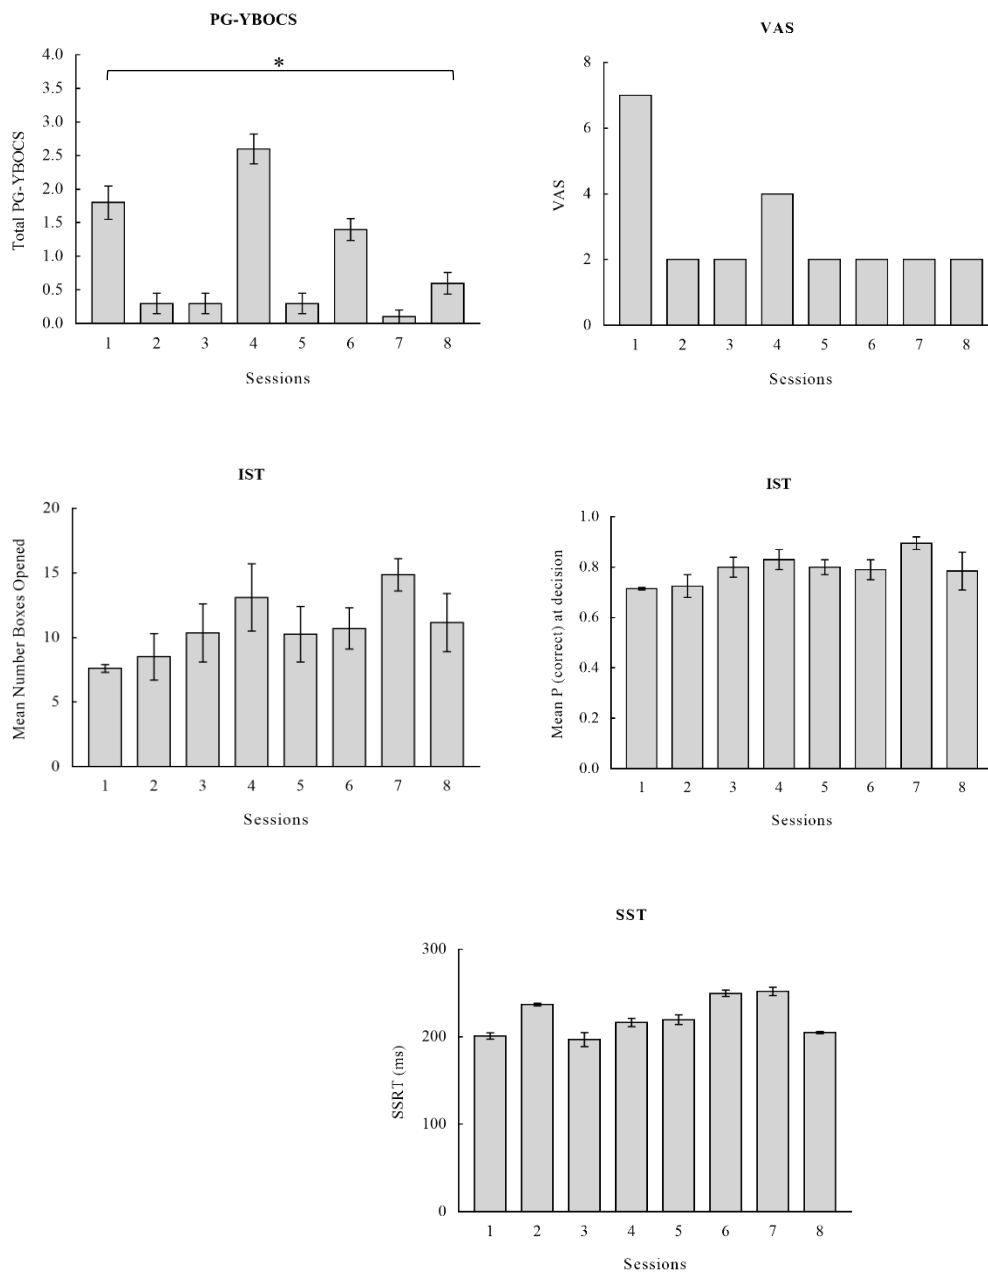 PG-YBOCS
4.0
3.5
3.0
2.5
2.0
1.5
1.0
0.5
0.0
Total PG-YBOCS
*
1 2 3 4 5 6 7 8
Sessions
VAS
8
6
4
2
0
VAS
1 2 3 4 5 6 7 8
Sessions
IST
20
15
10
5
0
Mean Number Boxes Opened
1 2 3 4 5 6 7 8
Sessions
IST
1.0
0.8
0.6
0.4
0.2
0.0
Mean P (correct) at decision
1 2 3 4 5 6 7 8
Sessions
SST
300
200
100
0
SSRT (ms)
1 2 3 4 5 6 7 8
Sessions